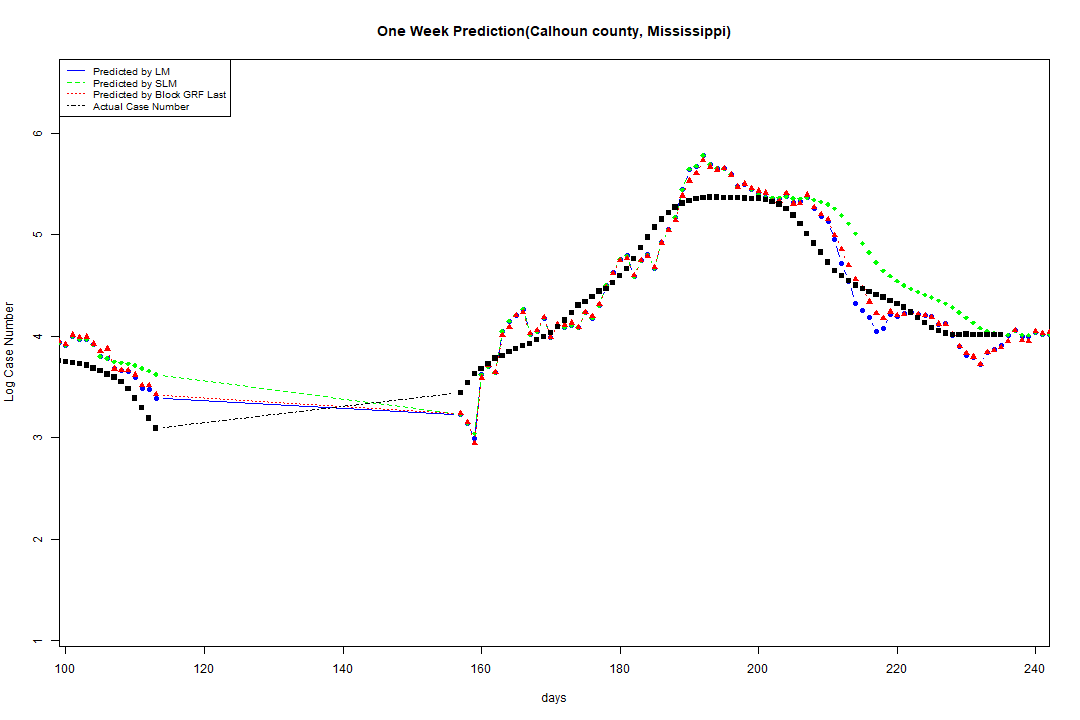 One Week Prediction(Calhoun county, Mississippi)
Predicted by LM
Predicted by SLM
Predicted by Block GRF Last
Actual Case Number
Log Case Number
6
5
4
3
2
1
100 120 140 160 180 200 220 240
days